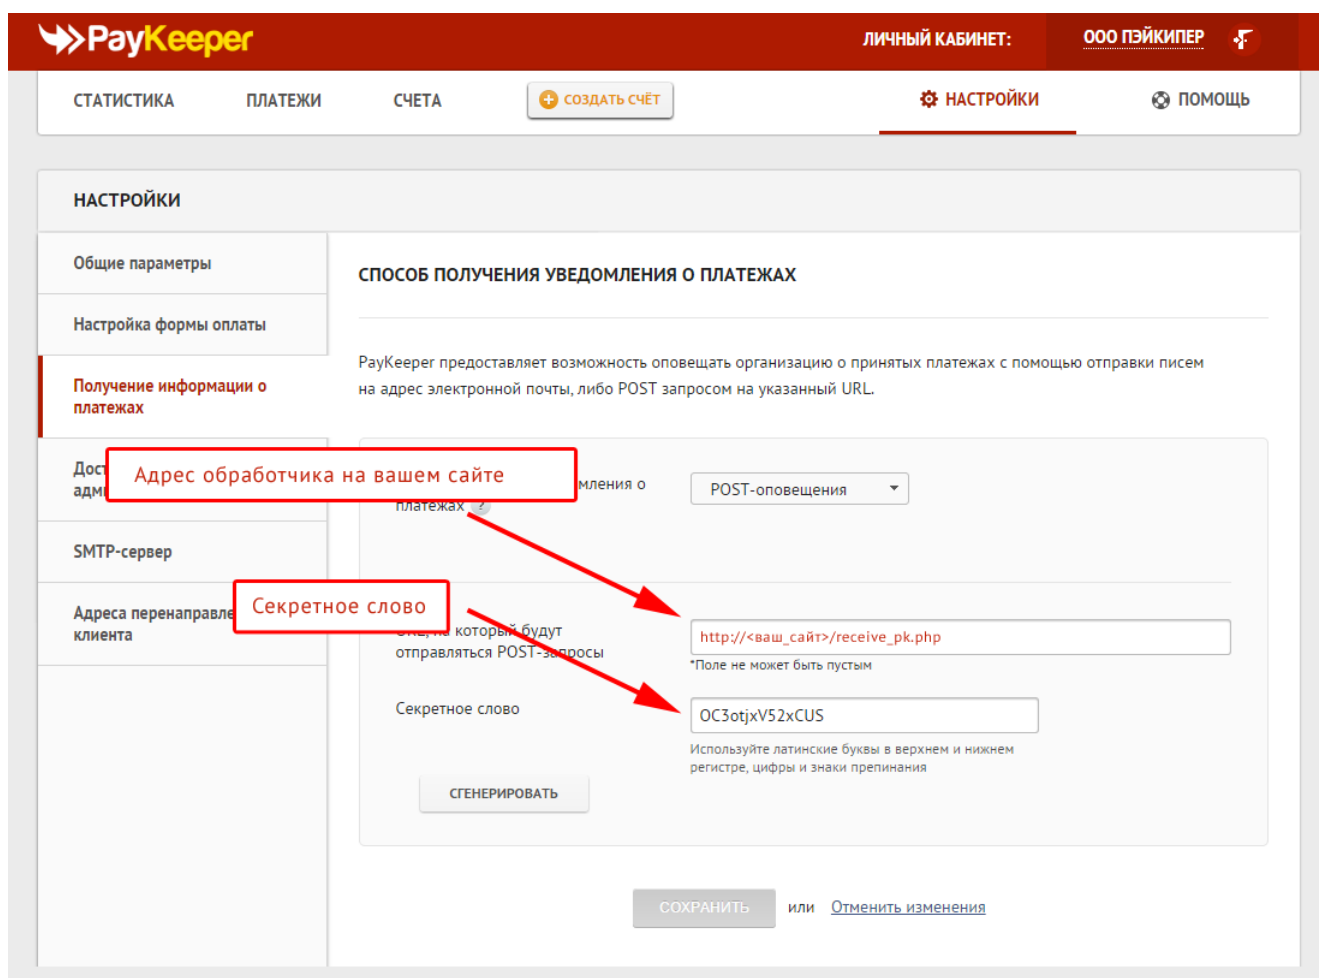 PayKeeper
ЛИЧНЫЙ КАБИНЕТ:
ООО ПЭЙКИПЕР
СТАТИСТИКА
ПЛАТЕЖИ
СЧЕТА
СОЗДАТЬ СЧЁТ
НАСТРОЙКИ
ПОМОЩЬ
НАСТРОЙКИ
Общие параметры
Настройка формы оплаты
Получение информации о
платежах
SMTP-сервер
клиента
СПОСОБ ПОЛУЧЕНИЯ УВЕДОМЛЕНИЯ О ПЛАТЕЖАХ
PayKeeper предоставляет возможность оповещать организацию о принятых платежах с помощью отправки писем
на адрес электронной почты, либо POST запросом на указанный URL.
Адрес обработчика на вашем сайте
о
платежах ?
POST-оповещения
Адреса
Секретное слово
который будут
отправляться POST-запросы
http://<ваш_сайт>/receive_pk.php
*Поле не может быть пустым
Секретное слово
OC3otjxV52xCUS
Используйте латинские буквы в верхнем и нижнем
регистре, цифры и знаки препинания
СГЕНЕРИРОВАТЬ
СОХРАНИТЬ
или
Отменить изменения